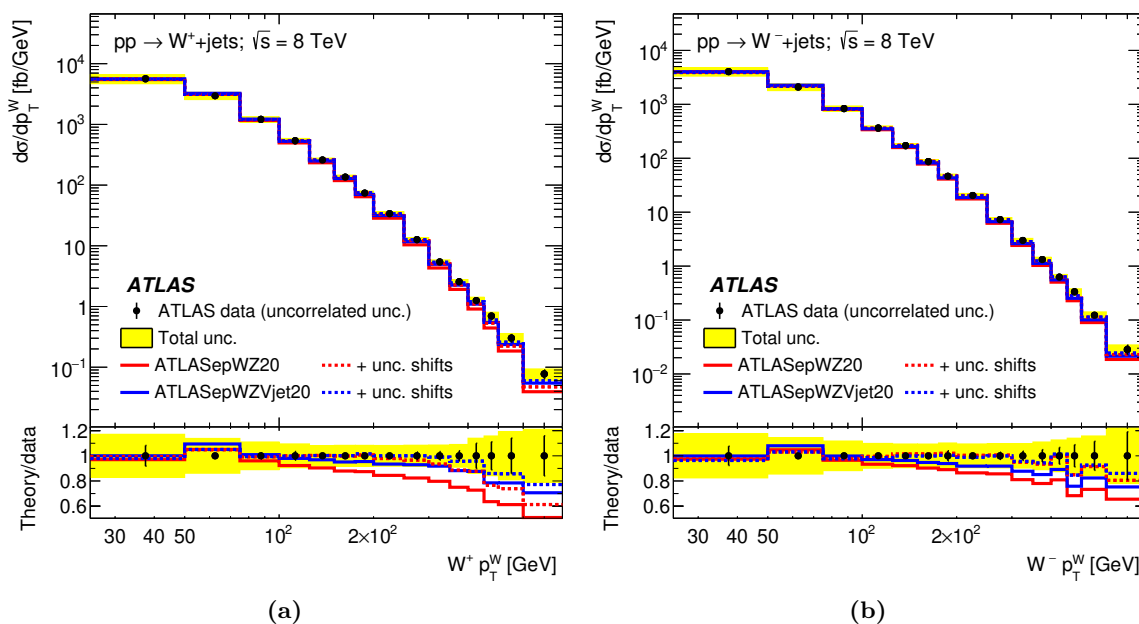 pp → W⁺+jets; √s = 8 TeV
dσ/dp_T^W [fb/GeV]
10⁴
10³
10²
10
1
10⁻¹
ATLAS
ATLAS data (uncorrelated unc.)
Total unc.
ATLASepWZ20 + unc. shifts
ATLASepWZVjet20 + unc. shifts
Theory/data
1.2
1
0.8
0.6
30 40 50 10² 2×10²
W⁺ p_T^W [GeV]
(a)
pp → W⁻+jets; √s = 8 TeV
dσ/dp_T^W [fb/GeV]
10⁵
10⁴
10³
10²
10
1
10⁻¹
10⁻²
ATLAS
ATLAS data (uncorrelated unc.)
Total unc.
ATLASepWZ20 + unc. shifts
ATLASepWZVjet20 + unc. shifts
Theory/data
1.2
1
0.8
0.6
30 40 50 10² 2×10²
W⁻ p_T^W [GeV]
(b)